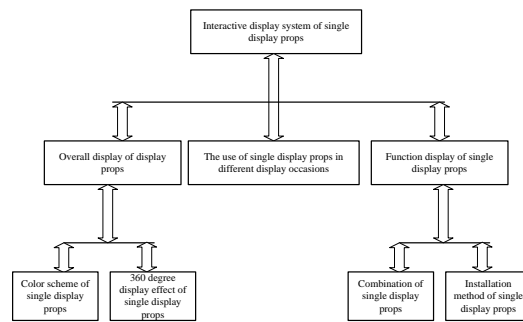 Interactive display system of single
display props
Overall display of display
props
The use of single display props in
different display occasions
Function display of single
display props
Color scheme of
single display
props
360 degree
display effect of
single display
props
Combination of
single display
props
Installation
method of single
display props